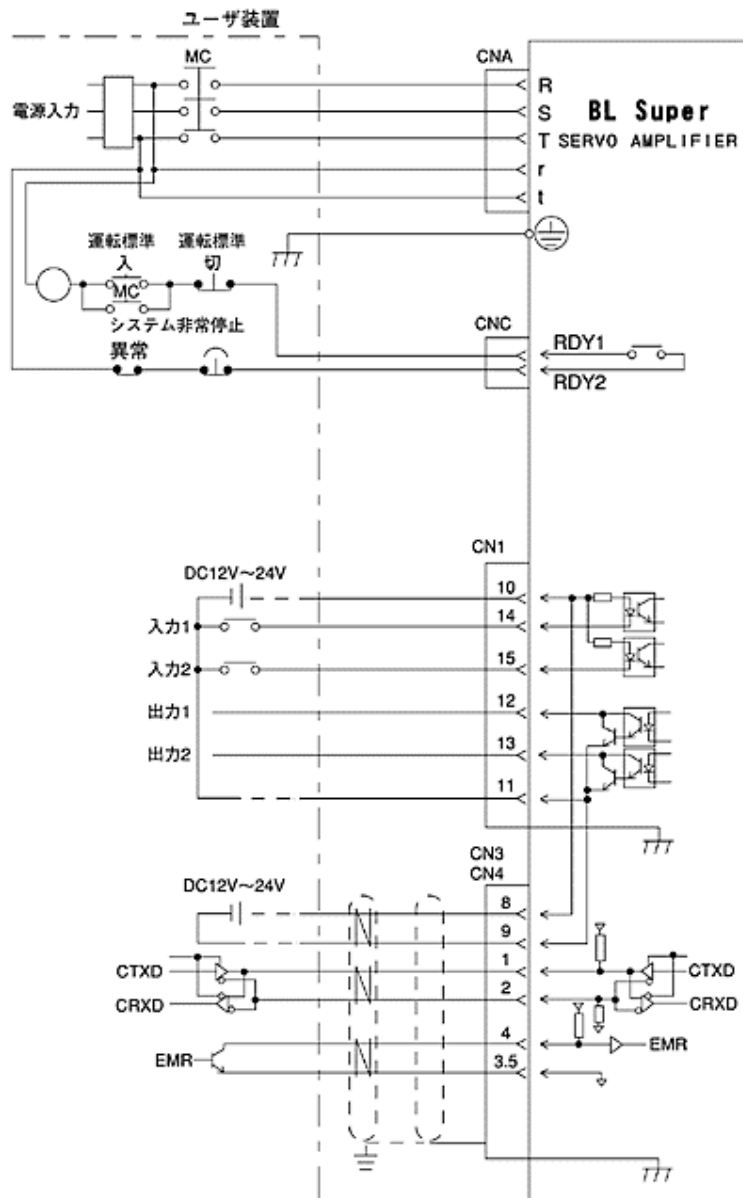 ユーザ装置
MC
CNA
電源入力
R
S
T
r
t
BL Super
SERVO AMPLIFIER
運転標準
入
運転標準
切
MC
システム非常停止
異常
CNC
RDY1
RDY2
CN1
DC12V～24V
10
入力1
14
入力2
15
出力1
12
出力2
13
11
CN3
CN4
DC12V～24V
8
9
CTXD
1
CTXD
CRXD
2
CRXD
4
EMR
EMR
3.5